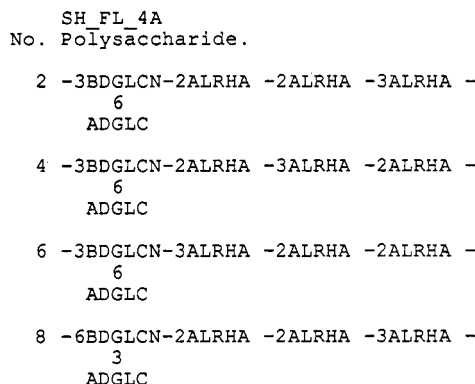 SH_FL_4A
No. Polysaccharide.
2 -3BDGLCN-2ALRHA -2ALRHA -3ALRHA -
6
ADGLC
4 -3BDGLCN-2ALRHA -3ALRHA -2ALRHA -
6
ADGLC
6 -3BDGLCN-3ALRHA -2ALRHA -2ALRHA -
6
ADGLC
8 -6BDGLCN-2ALRHA -2ALRHA -3ALRHA -
3
ADGLC